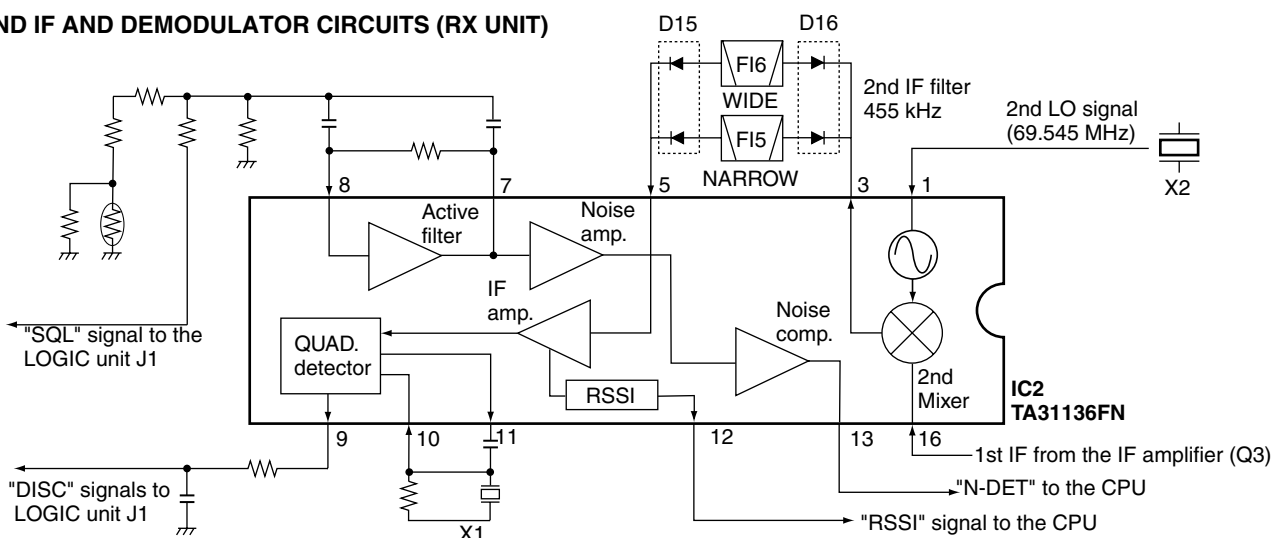 ND IF AND DEMODULATOR CIRCUITS (RX UNIT)
D15
D16
FI6
WIDE
2nd IF filter
455 kHz
2nd LO signal
(69.545 MHz)
FI5
NARROW
X2
8
7
5
3
1
Active
filter
Noise
amp.
IF
amp.
Noise
comp.
"SQL" signal to the
LOGIC unit J1
QUAD.
detector
RSSI
2nd
Mixer
IC2
TA31136FN
9
10
11
12
13
16
1st IF from the IF amplifier (Q3)
"DISC" signals to
LOGIC unit J1
"N-DET" to the CPU
"RSSI" signal to the CPU
X1